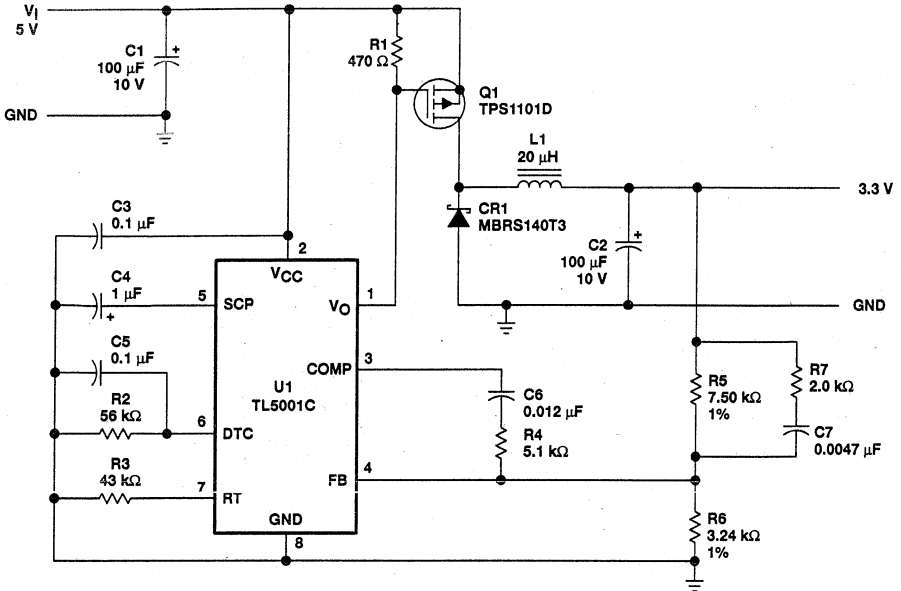 V_I
5 V
C1
100 µF
10 V
+
GND
R1
470 Ω
Q1
TPS1101D
L1
20 µH
3.3 V
CR1
MBRS140T3
C2
100 µF
10 V
+
GND
C3
0.1 µF
C4
1 µF
+
C5
0.1 µF
R2
56 kΩ
R3
43 kΩ
2
V_CC
5
SCP
1
V_O
3
COMP
U1
TL5001C
6
DTC
4
FB
7
RT
GND
8
C6
0.012 µF
R4
5.1 kΩ
R5
7.50 kΩ
1%
R7
2.0 kΩ
C7
0.0047 µF
R6
3.24 kΩ
1%